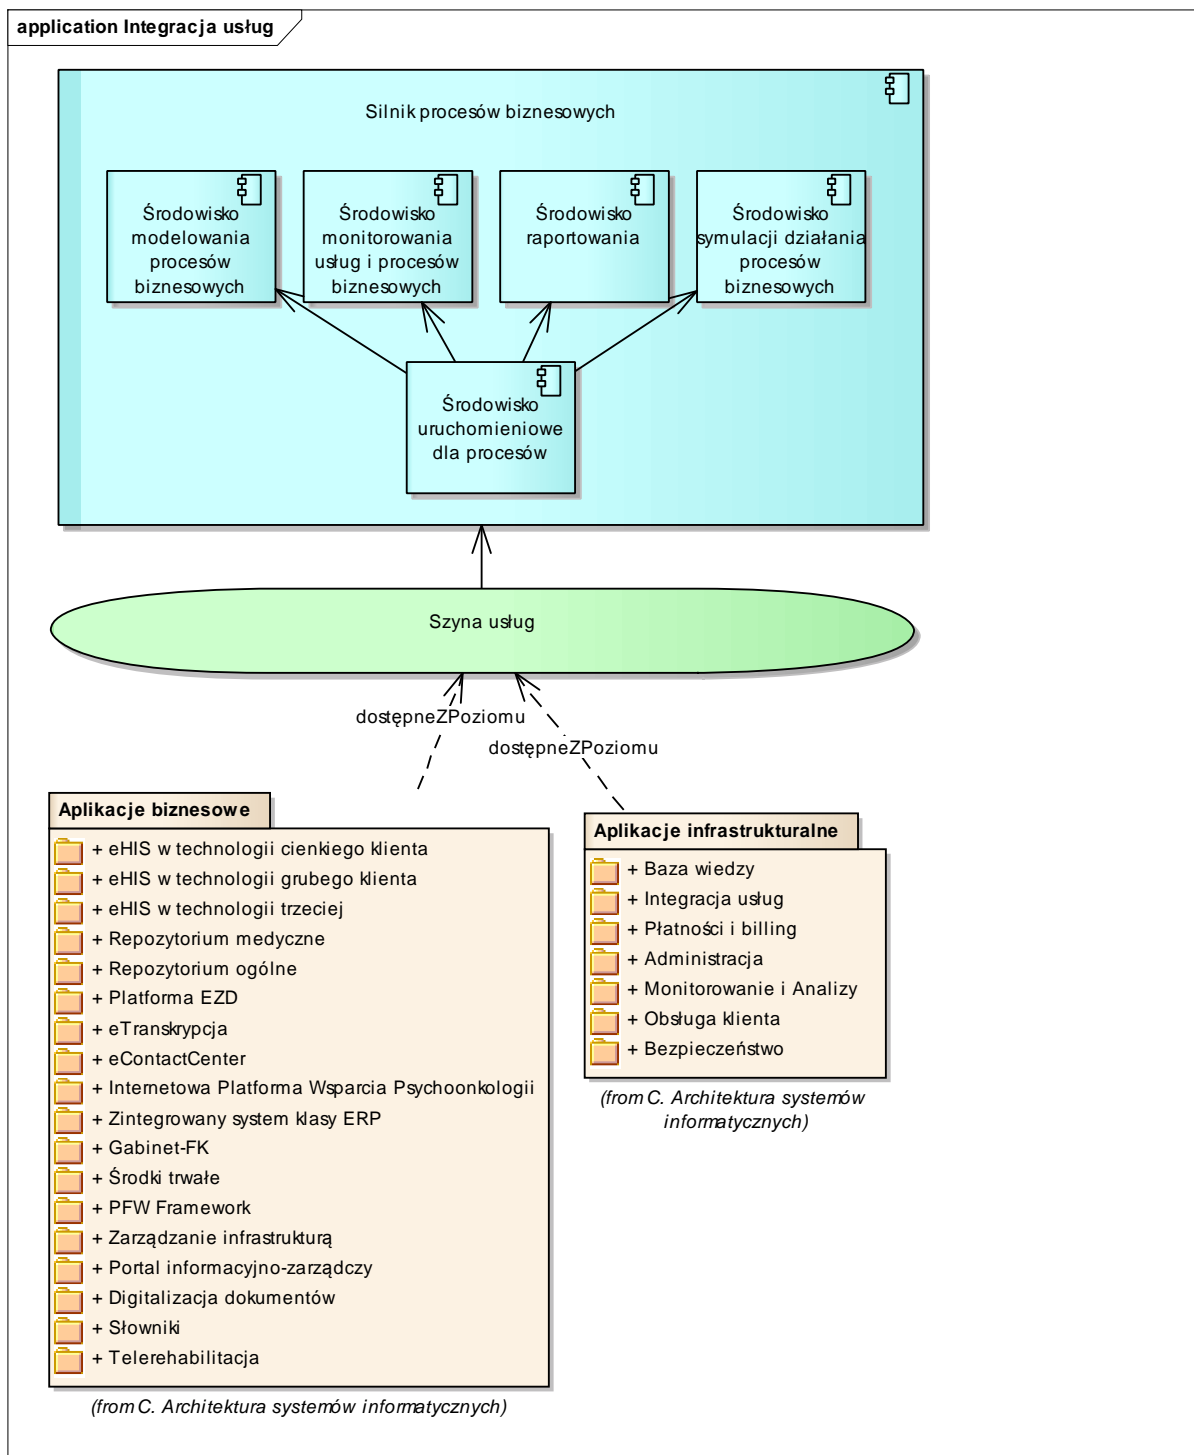 application Integracja usług
Silnik procesów biznesowych
Środowisko
modelowania
procesów
biznesowych
Środowisko
monitorowania
usług i procesów
biznesowych
Środowisko
raportowania
Środowisko
symulacji działania
procesów
biznesowych
Środowisko
uruchomieniowe
dla procesów
Szyna usług
dostępneZPoziomu
dostępneZPoziomu
Aplikacje biznesowe
+ eHIS w technologii cienkiego klienta
+ eHIS w technologii grubego klienta
+ eHIS w technologii trzeciej
+ Repozytorium medyczne
+ Repozytorium ogólne
+ Platforma EZD
+ eTranskrypcja
+ eContactCenter
+ Internetowa Platforma Wsparcia Psychoonkologii
+ Zintegrowany system klasy ERP
+ Gabinet-FK
+ Środki trwałe
+ PFW Framework
+ Zarządzanie infrastrukturą
+ Portal informacyjno-zarządczy
+ Digitalizacja dokumentów
+ Słowniki
+ Telerehabilitacja
(from C. Architektura systemów informatycznych)
Aplikacje infrastrukturalne
+ Baza wiedzy
+ Integracja usług
+ Płatności i billing
+ Administracja
+ Monitorowanie i Analizy
+ Obsługa klienta
+ Bezpieczeństwo
(from C. Architektura systemów
informatycznych)